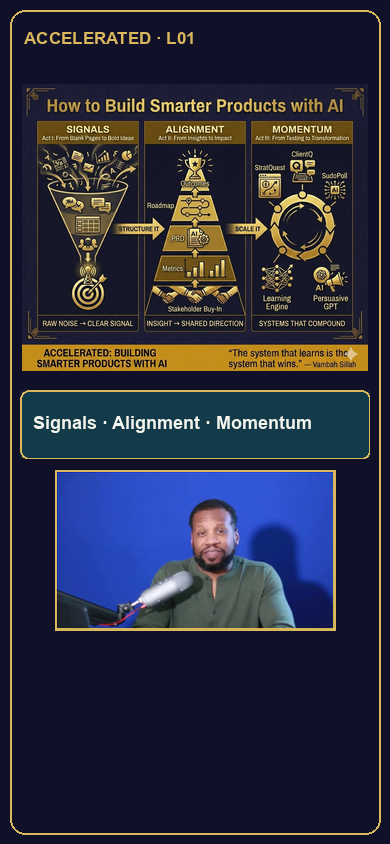 ACCELERATED · L01
How to Build Smarter Products with AI
SIGNALS
Act I: From Blank Pages to Bold Ideas
STRUCTURE IT
RAW NOISE → CLEAR SIGNAL
ALIGNMENT
Act II: From Insights to Impact
Outcomes
Roadmap
PRD
AI
Metrics
Stakeholder Buy-In
SCALE IT
INSIGHT → SHARED DIRECTION
MOMENTUM
Act III: From Testing to Transformation
ClientQ
StratQuest
SudoPoll
Learning
Engine
AI
Persuasive
GPT
SYSTEMS THAT COMPOUND
ACCELERATED: BUILDING
SMARTER PRODUCTS WITH AI
“The system that learns is the
system that wins.” — Vambah Sillah
Signals · Alignment · Momentum